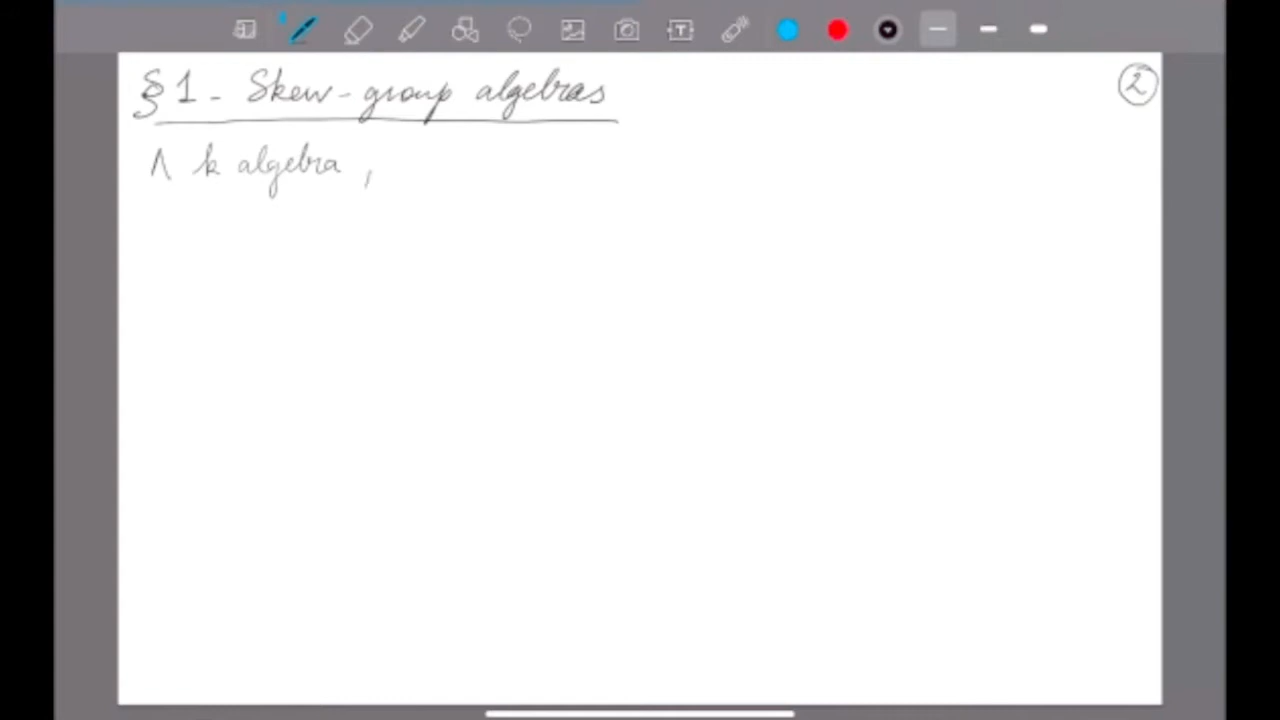 § 1 - Skew-group algebras
②
Λ k algebra ,